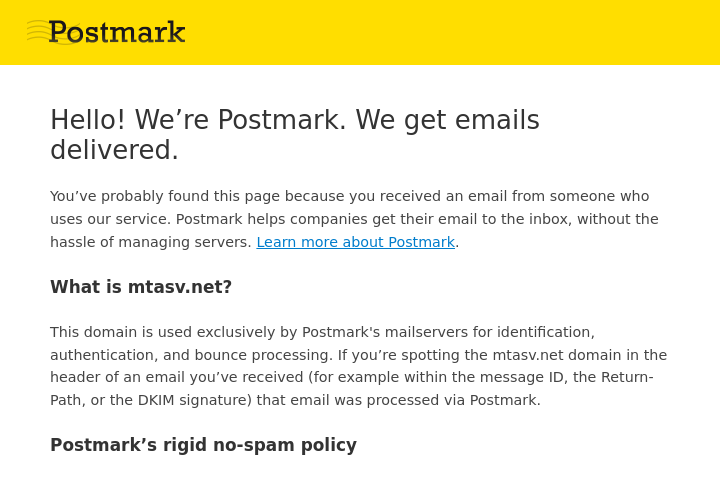 Postmark
Hello! We’re Postmark. We get emails
delivered.
You’ve probably found this page because you received an email from someone who
uses our service. Postmark helps companies get their email to the inbox, without the
hassle of managing servers. Learn more about Postmark.
What is mtasv.net?
This domain is used exclusively by Postmark's mailservers for identification,
authentication, and bounce processing. If you’re spotting the mtasv.net domain in the
header of an email you’ve received (for example within the message ID, the Return-
Path, or the DKIM signature) that email was processed via Postmark.
Postmark’s rigid no-spam policy